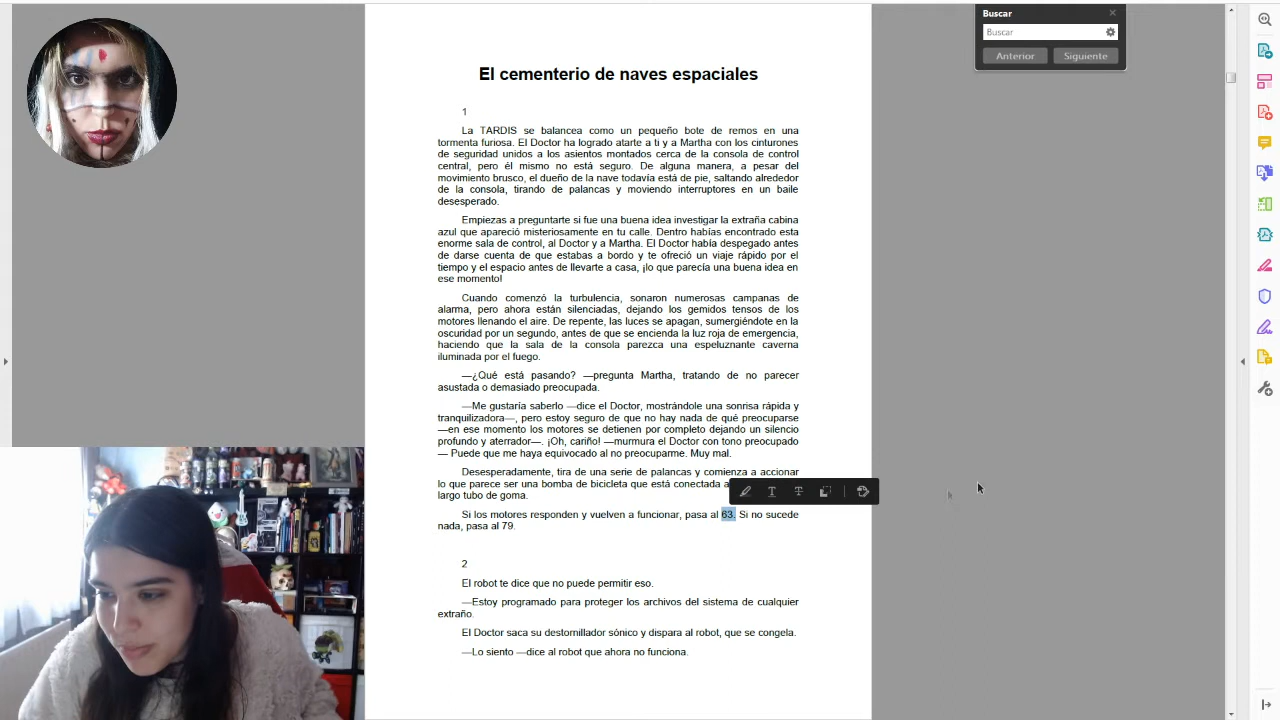 Buscar
Buscar
Anterior
Siguiente
El cementerio de naves espaciales
1
La TARDIS se balancea como un pequeño bote de remos en una
tormenta furiosa. El Doctor ha logrado atarte a ti y a Martha con los cinturones
de seguridad unidos a los asientos montados cerca de la consola de control
central, pero él mismo no está seguro. De alguna manera, a pesar del
movimiento brusco, el dueño de la nave todavía está de pie, saltando alrededor
de la consola, tirando de palancas y moviendo interruptores en un baile
desesperado.
Empiezas a preguntarte si fue una buena idea investigar la extraña cabina
azul que apareció misteriosamente en tu calle. Dentro habías encontrado esta
enorme sala de control, al Doctor y a Martha. El Doctor había despegado antes
de darse cuenta de que estabas a bordo y te ofreció un viaje rápido por el
tiempo y el espacio antes de llevarte a casa, ¡lo que parecía una buena idea en
ese momento!
Cuando comenzó la turbulencia, sonaron numerosas campanas de
alarma, pero ahora están silenciadas, dejando los gemidos tensos de los
motores llenando el aire. De repente, las luces se apagan, sumergiéndote en la
oscuridad por un segundo, antes de que se encienda la luz roja de emergencia,
haciendo que la sala de la consola parezca una espeluznante caverna
iluminada por el fuego.
—¿Qué está pasando? —pregunta Martha, tratando de no parecer
asustada o demasiado preocupada.
—Me gustaría saberlo —dice el Doctor, mostrándole una sonrisa rápida y
tranquilizadora—, pero estoy seguro de que no hay nada de qué preocuparse
—en ese momento los motores se detienen por completo dejando un silencio
profundo y aterrador—. ¡Oh, cariño! —murmura el Doctor con tono preocupado
— Puede que me haya equivocado al no preocuparme. Muy mal.
Desesperadamente, tira de una serie de palancas y comienza a accionar
lo que parece ser una bomba de bicicleta que está conectada a
largo tubo de goma.
Si los motores responden y vuelven a funcionar, pasa al 63. Si no sucede
nada, pasa al 79.
2
El robot te dice que no puede permitir eso.
—Estoy programado para proteger los archivos del sistema de cualquier
extraño.
El Doctor saca su destornillador sónico y dispara al robot, que se congela.
—Lo siento —dice al robot que ahora no funciona.